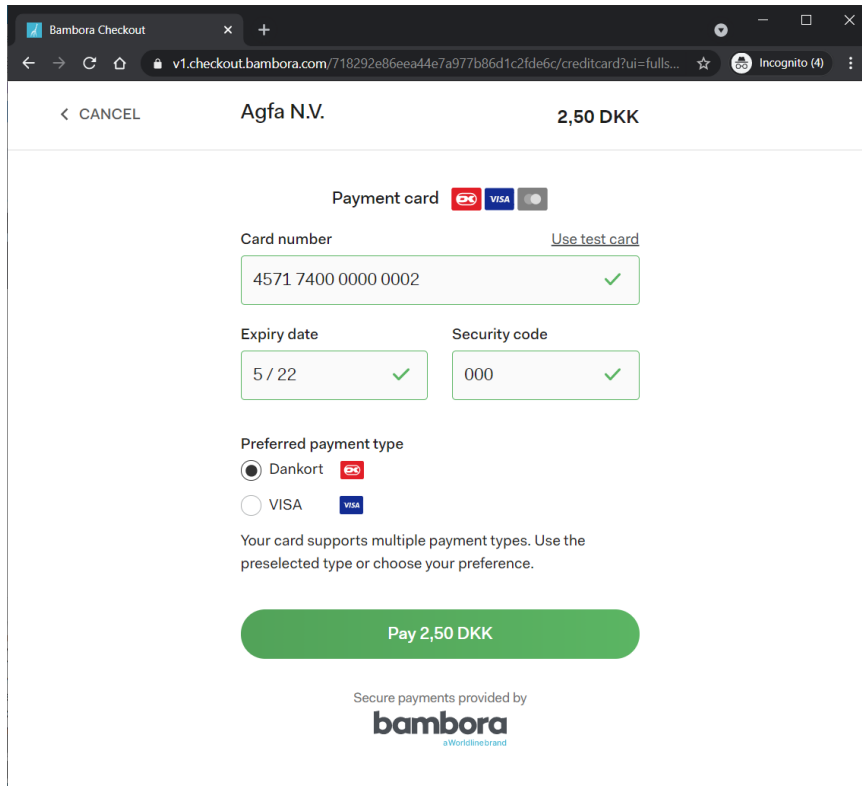 Bambora Checkout
v1.checkout.bambora.com/718292e86eea44e7a977b86d1c2fde6c/creditcard?ui=fulls...
Incognito (4)
CANCEL
Agfa N.V.
2,50 DKK
Payment card
VISA
Card number
Use test card
4571 7400 0000 0002
Expiry date
Security code
5 / 22
000
Preferred payment type
Dankort
VISA
VISA
Your card supports multiple payment types. Use the
preselected type or choose your preference.
Pay 2,50 DKK
Secure payments provided by
bambora
a Worldline brand